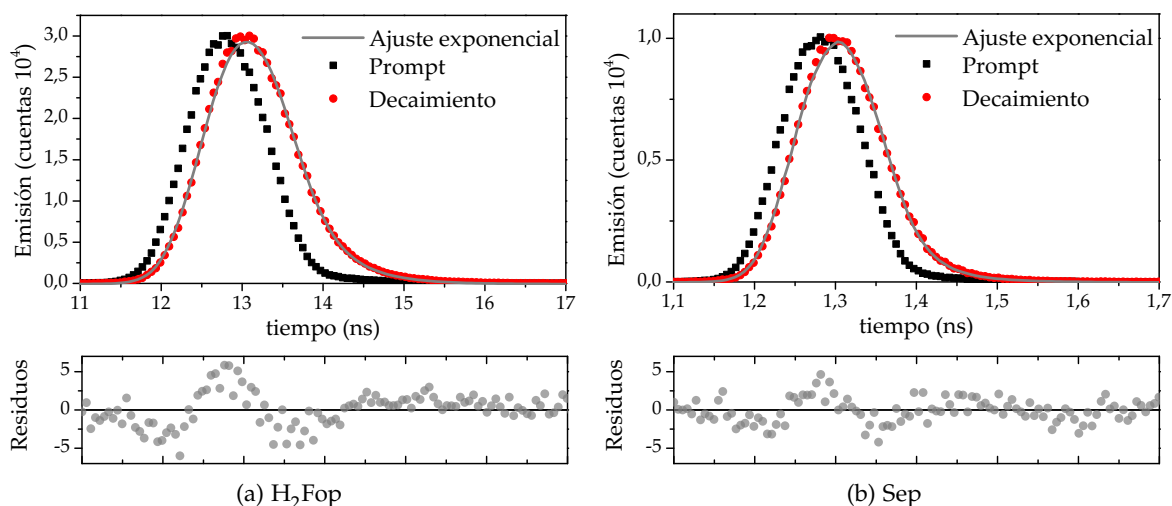 Emisión (cuentas 10⁴)
3,0
2,5
2,0
1,5
1,0
0,5
0,0
Ajuste exponencial
Prompt
Decaimiento
11 12 13 14 15 16 17
tiempo (ns)
Residuos
5
0
-5
(a) H₂Fop
Emisión (cuentas 10⁴)
1,0
0,5
0,0
Ajuste exponencial
Prompt
Decaimiento
1,1 1,2 1,3 1,4 1,5 1,6 1,7
tiempo (ns)
Residuos
5
0
-5
(b) Sep